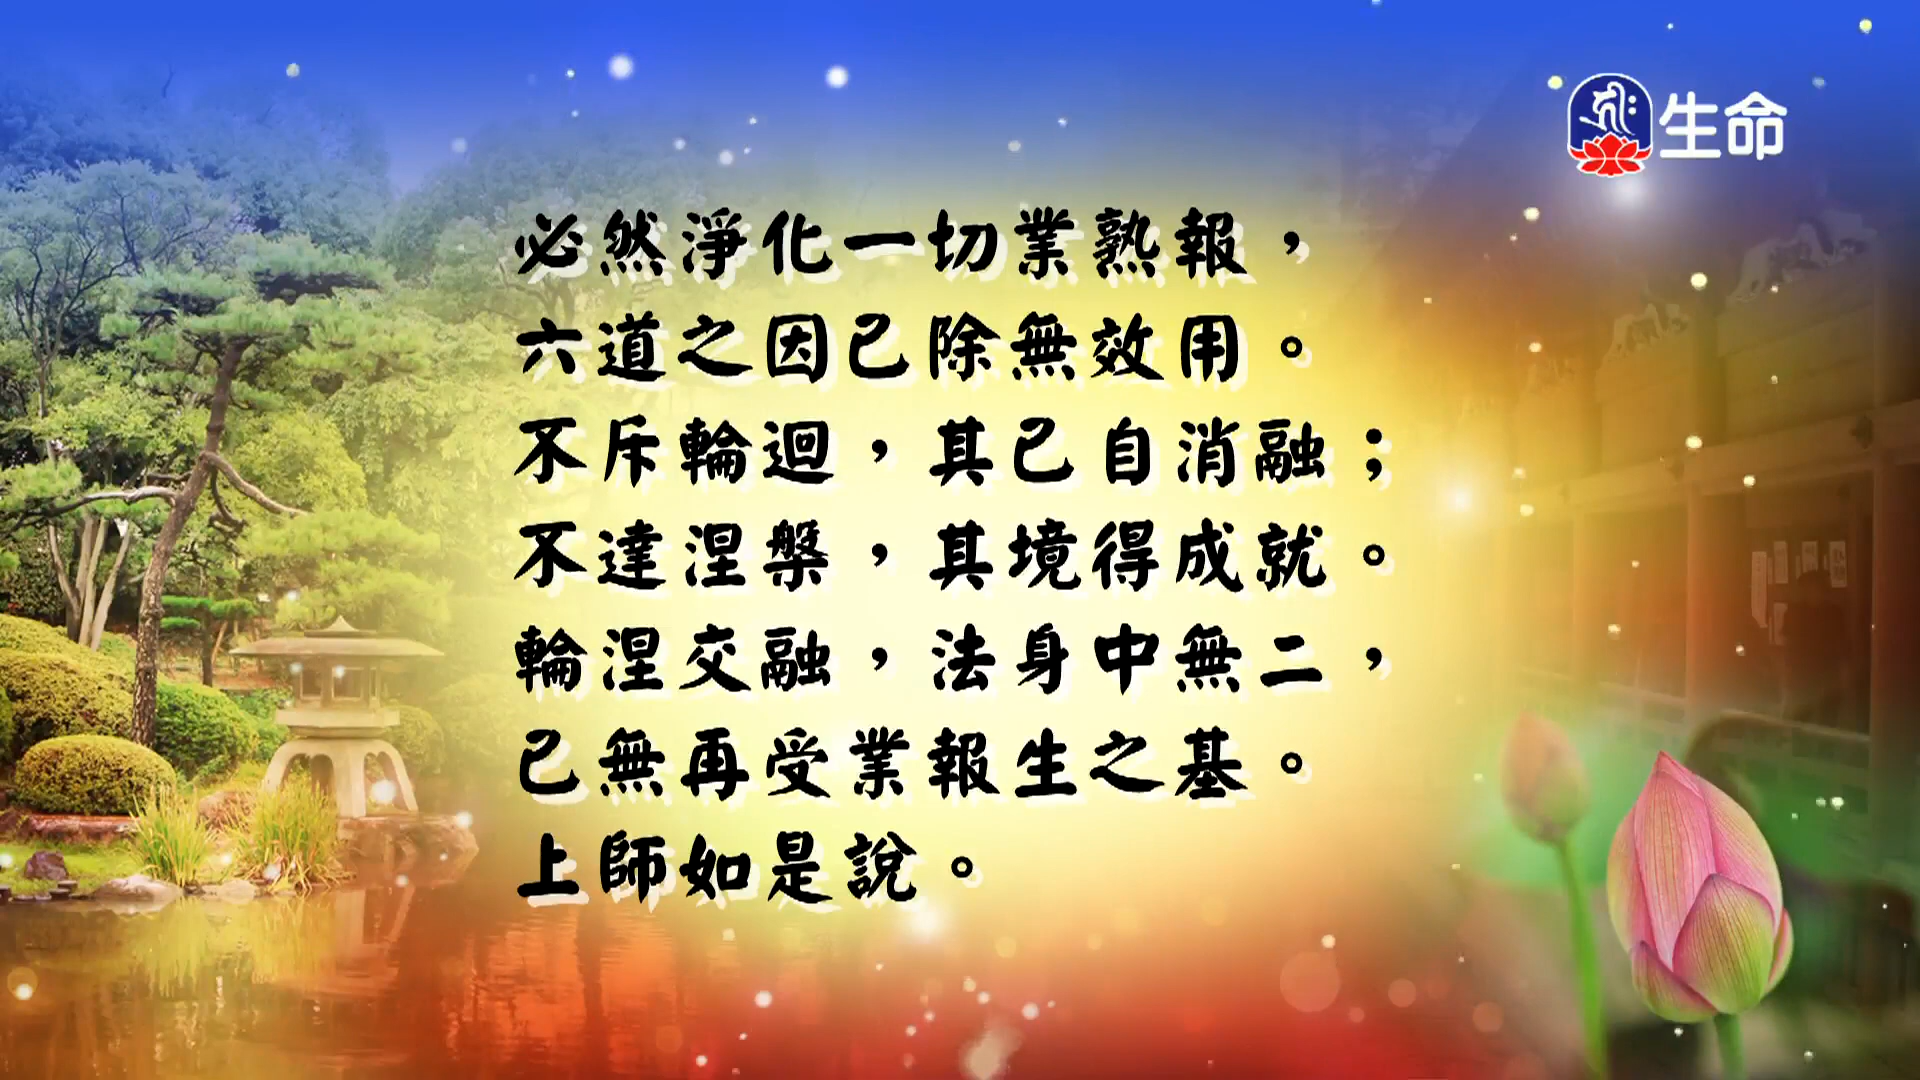 生命
必然淨化一切業熟報，
六道之因已除無效用。
不斥輪迴，其已自消融；
不達涅槃，其境得成就。
輪涅交融，法身中無二，
已無再受業報生之基。
上師如是說。